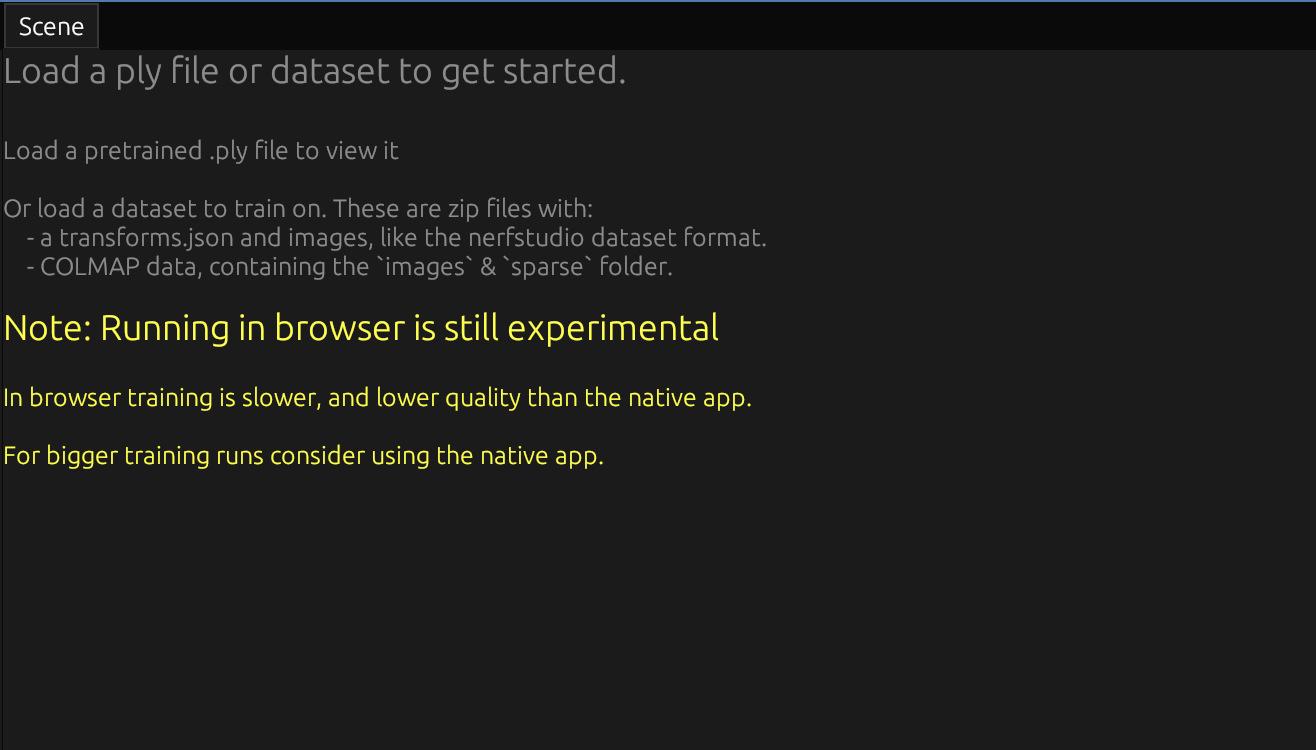 Scene
Load a ply file or dataset to get started.
Load a pretrained .ply file to view it
Or load a dataset to train on. These are zip files with:
- a transforms.json and images, like the nerfstudio dataset format.
- COLMAP data, containing the `images` & `sparse` folder.
Note: Running in browser is still experimental
In browser training is slower, and lower quality than the native app.
For bigger training runs consider using the native app.